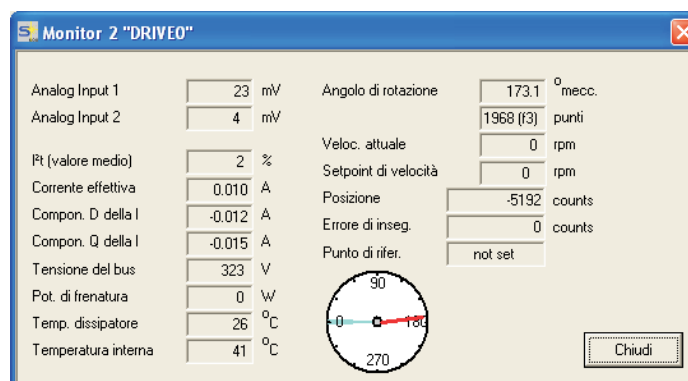 Monitor 2 "DRIVE0"
Analog Input 1 23 mV
Analog Input 2 4 mV
I²t (valore medio) 2 %
Corrente effettiva 0.010 A
Compon. D della I -0.012 A
Compon. Q della I -0.015 A
Tensione del bus 323 V
Pot. di frenatura 0 W
Temp. dissipatore 26 °C
Temperatura interna 41 °C
Angolo di rotazione 173.1 °mecc.
1968 (f3) punti
Veloc. attuale 0 rpm
Setpoint di velocità 0 rpm
Posizione -5192 counts
Errore di inseg. 0 counts
Punto di rifer. not set
90
0 180
270
Chiudi